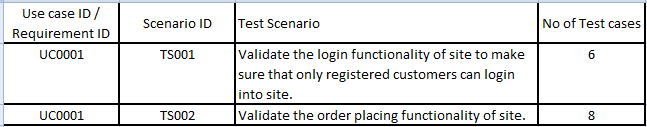 Use case ID / Requirement ID Scenario ID Test Scenario No of Test cases
UC0001 TS001 Validate the login functionality of site to make 6
sure that only registered customers can login
into site.
UC0001 TS002 Validate the order placing functionality of site. 8